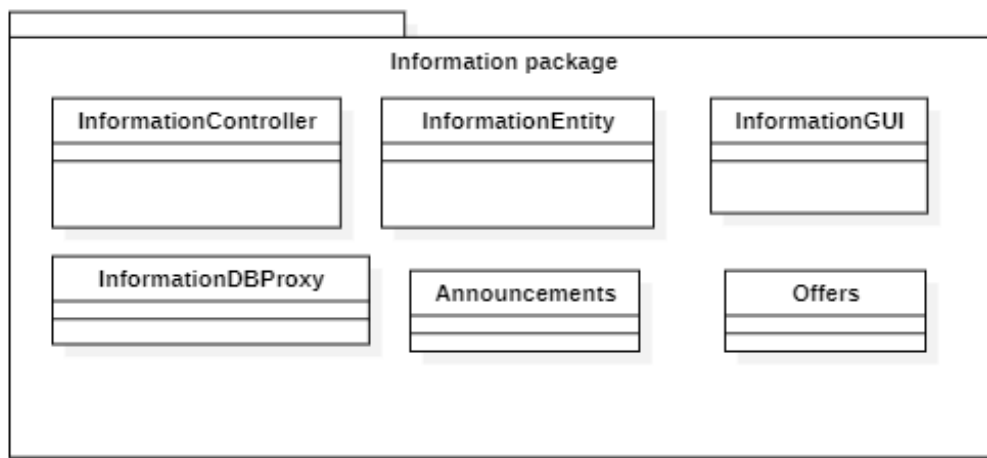 Information package
InformationController
InformationEntity
InformationGUI
InformationDBProxy
Announcements
Offers